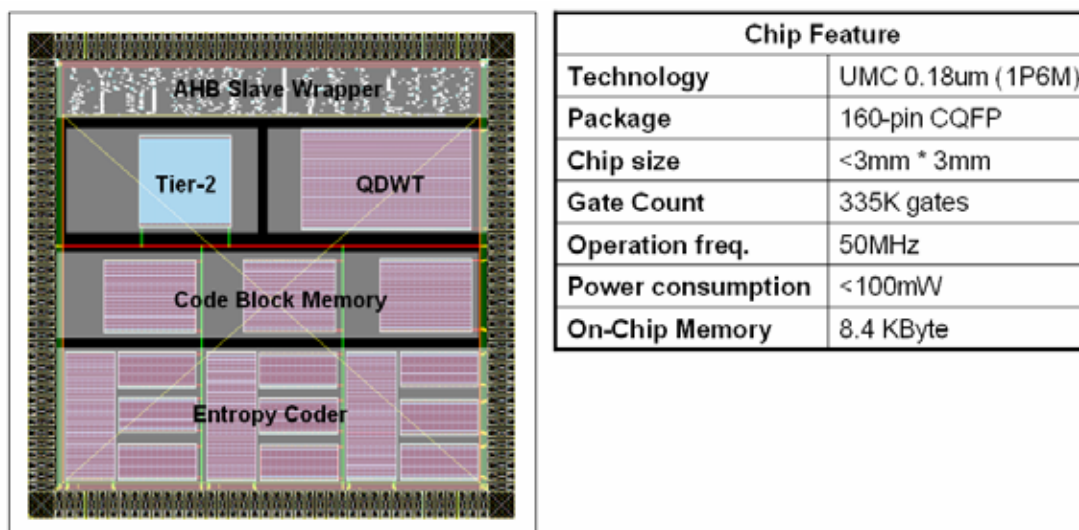 AHB Slave Wrapper
Tier-2
QDWT
Code Block Memory
Entropy Coder
Chip Feature
Technology UMC 0.18um (1P6M)
Package 160-pin CQFP
Chip size <3mm * 3mm
Gate Count 335K gates
Operation freq. 50MHz
Power consumption <100mW
On-Chip Memory 8.4 KByte